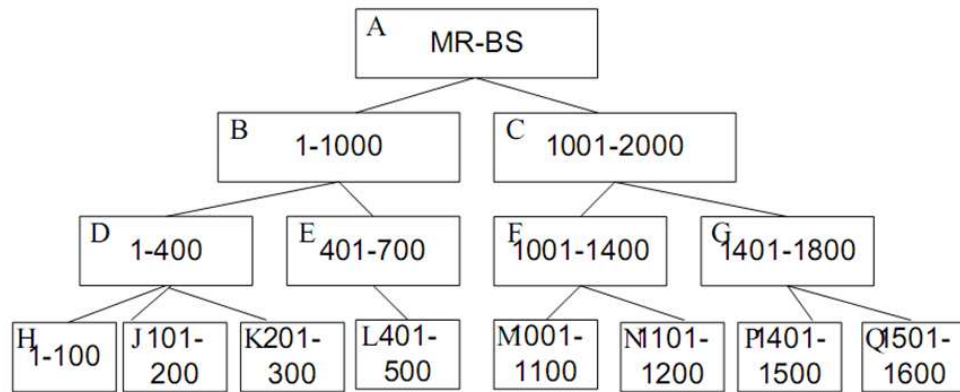 A
MR-BS
B
1-1000
C
1001-2000
D
1-400
E
401-700
F
1001-1400
G
1401-1800
H
1-100
J 101-
200
K 201-
300
L 401-
500
M 1001-
1100
N 1101-
1200
P 1401-
1500
Q 1501-
1600